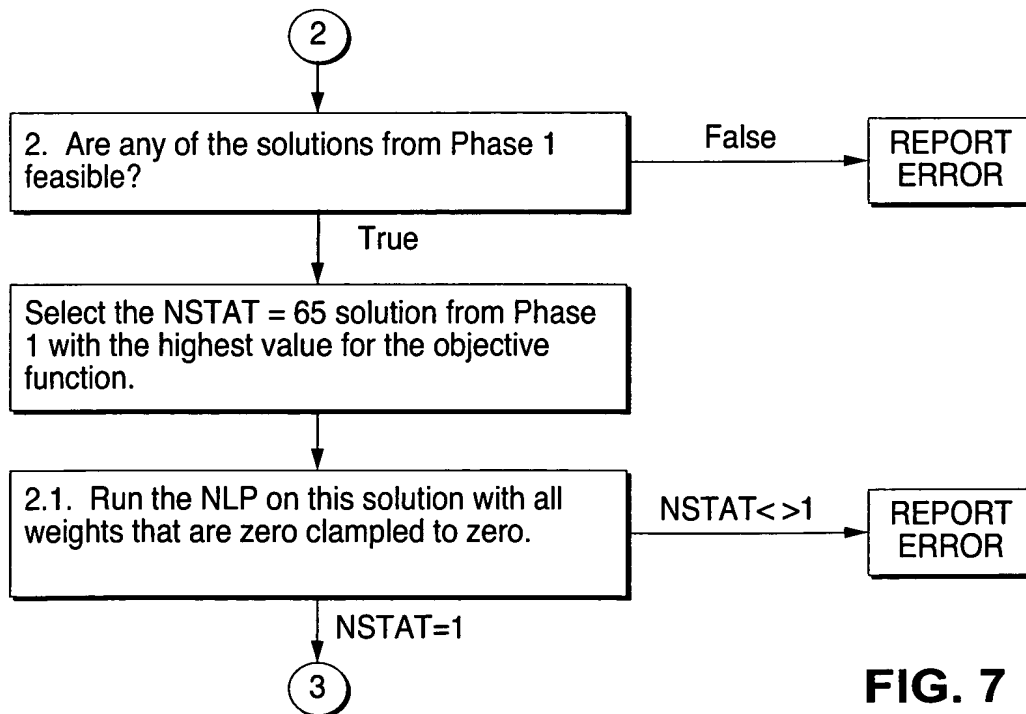 2
2. Are any of the solutions from Phase 1
feasible?
False
REPORT
ERROR
True
Select the NSTAT = 65 solution from Phase
1 with the highest value for the objective
function.
2.1. Run the NLP on this solution with all
weights that are zero clampled to zero.
NSTAT< >1
REPORT
ERROR
NSTAT=1
3
FIG. 7